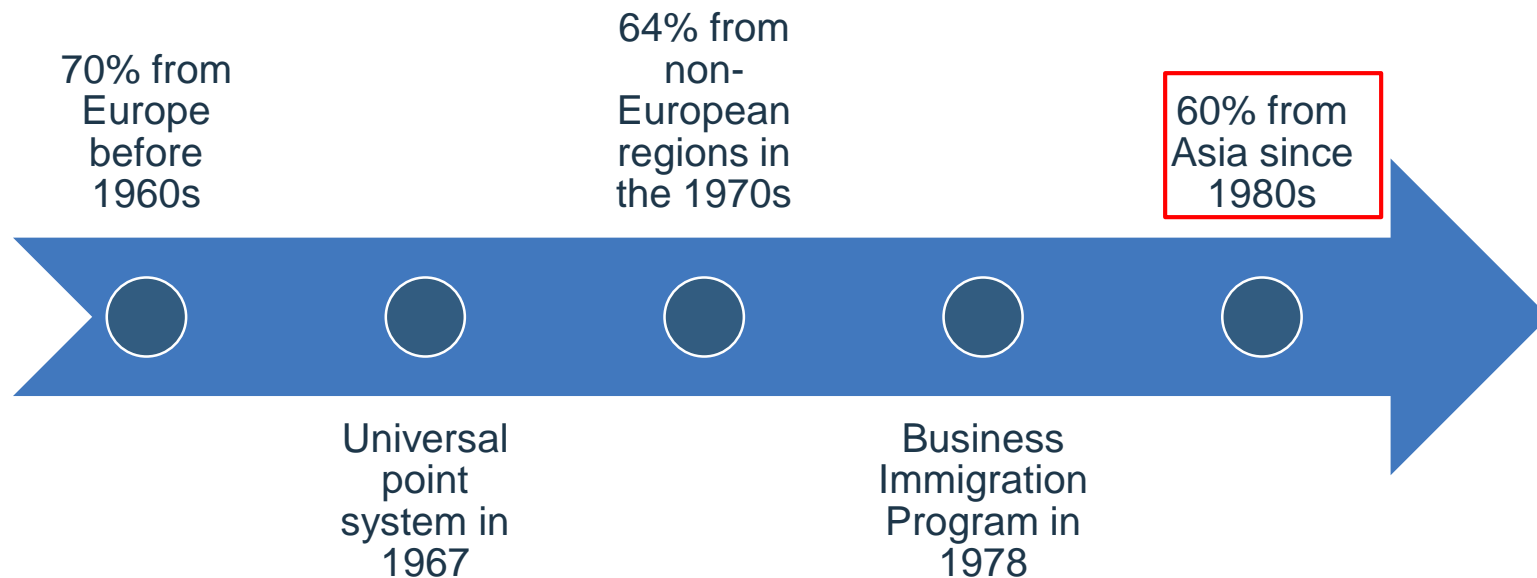 70% from
Europe
before
1960s
Universal
point
system in
1967
64% from
non-
European
regions in
the 1970s
Business
Immigration
Program in
1978
60% from
Asia since
1980s